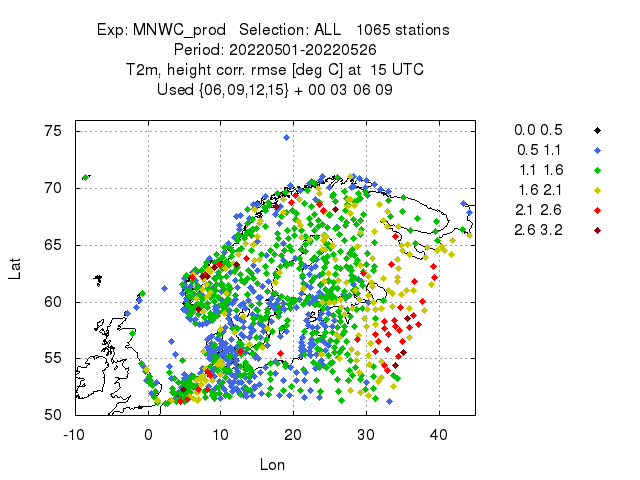 Exp: MNWC_prod Selection: ALL 1065 stations
Period: 20220501-20220526
T2m, height corr. rmse [deg C] at 15 UTC
Used {06,09,12,15} + 00 03 06 09
0.0 0.5
0.5 1.1
1.1 1.6
1.6 2.1
2.1 2.6
2.6 3.2
75
70
65
60
55
50
Lat
-10 0 10 20 30 40
Lon